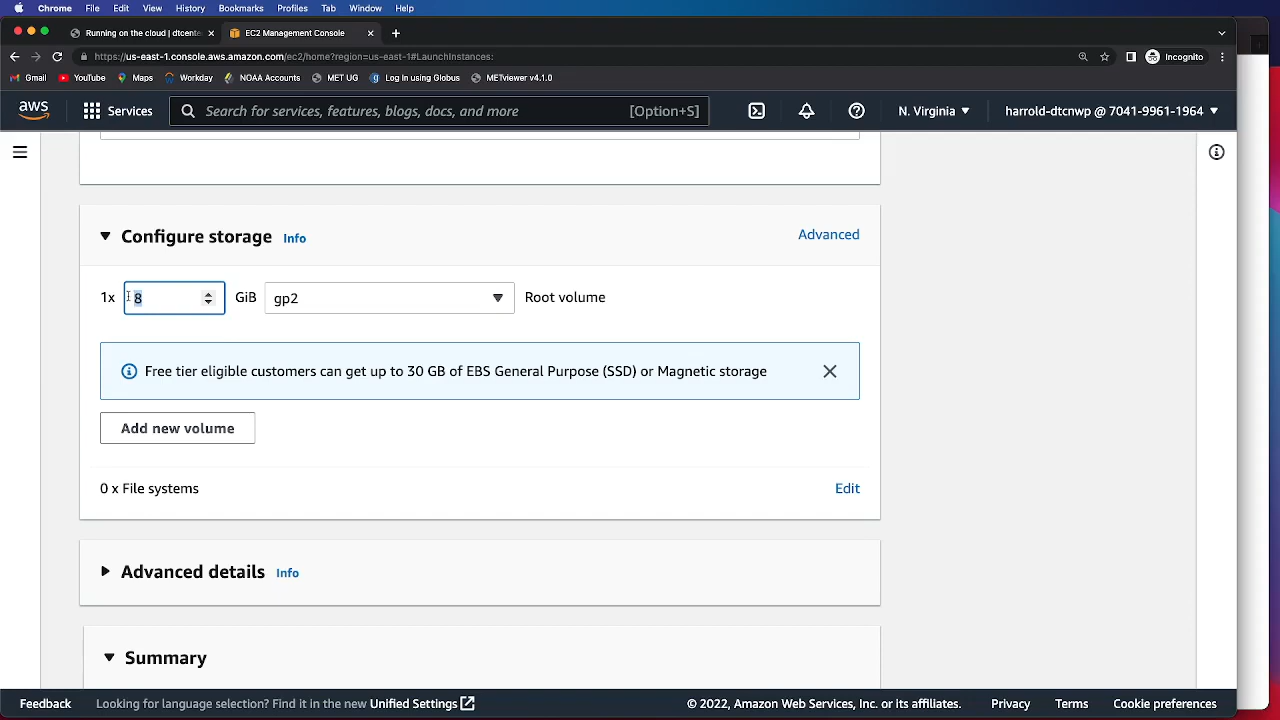 Chrome File Edit View History Bookmarks Profiles Tab Window Help
Running on the cloud | dtcente
EC2 Management Console
https://us-east-1.console.aws.amazon.com/ec2/home?region=us-east-1#LaunchInstances:
Incognito
Gmail YouTube Maps Workday NOAA Accounts MET UG Log in using Globus METViewer v4.1.0
aws Services Search for services, features, blogs, docs, and more [Option+S] N. Virginia harrold-dtcnwp @ 7041-9961-1964
Configure storage Info Advanced
1x 8 GiB gp2 Root volume
Free tier eligible customers can get up to 30 GB of EBS General Purpose (SSD) or Magnetic storage
Add new volume
0 x File systems Edit
Advanced details Info
Summary
Feedback Looking for language selection? Find it in the new Unified Settings © 2022, Amazon Web Services, Inc. or its affiliates. Privacy Terms Cookie preferences